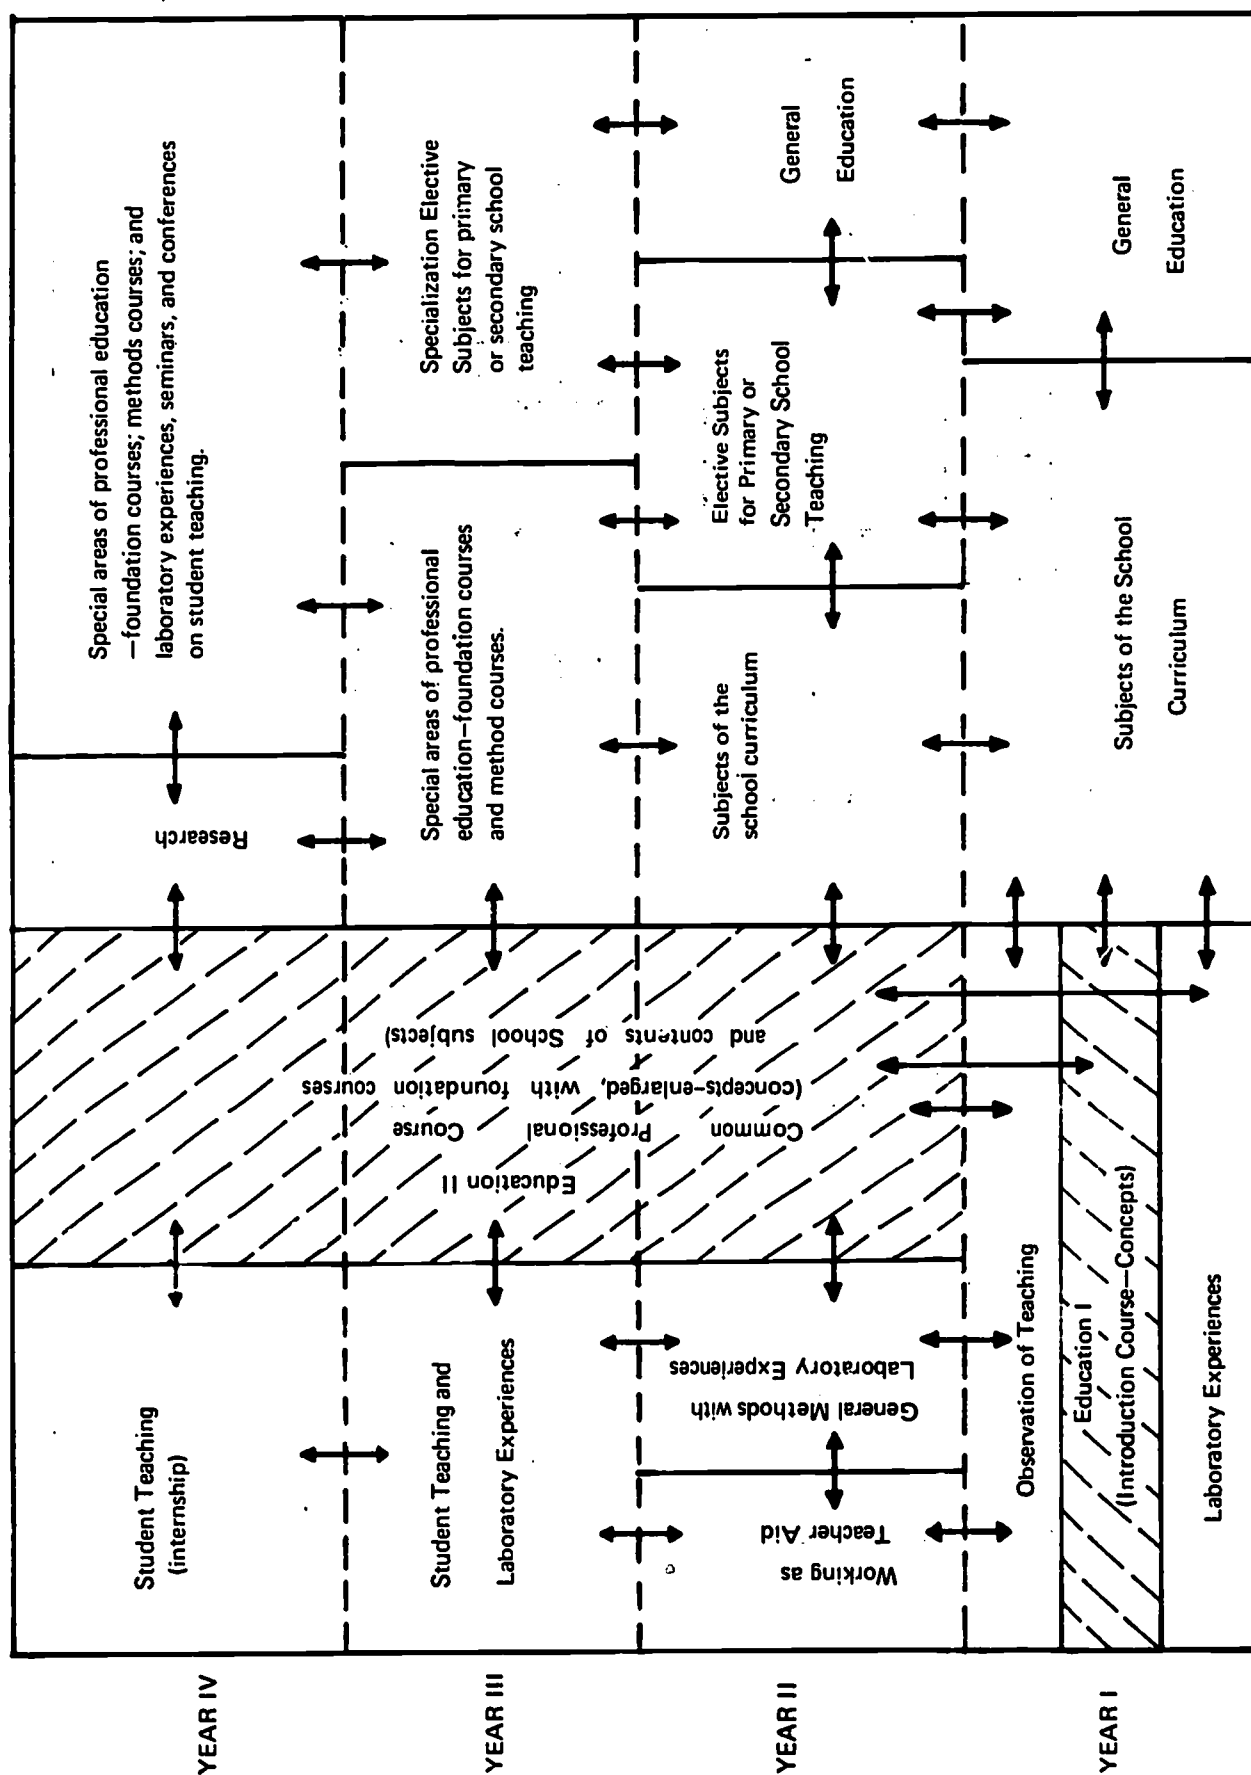 YEAR IV
Student Teaching
(internship)
Research
Special areas of professional education
—foundation courses; methods courses; and
laboratory experiences, seminars, and conferences
on student teaching.
YEAR III
Student Teaching and
Laboratory Experiences
Special areas of professional
education—foundation courses
and method courses.
Specialization Elective
Subjects for primary
or secondary school
teaching
Education II
Common Professional Course
(concepts-enlarged, with foundation courses
and contents of School subjects)
YEAR II
Working as
Teacher Aid
General Methods with
Laboratory Experiences
Subjects of the
school curriculum
Elective Subjects
for Primary or
Secondary School
Teaching
General
Education
YEAR I
Observation of Teaching
Education I
(Introduction Course—Concepts)
Laboratory Experiences
Subjects of the School
Curriculum
General
Education